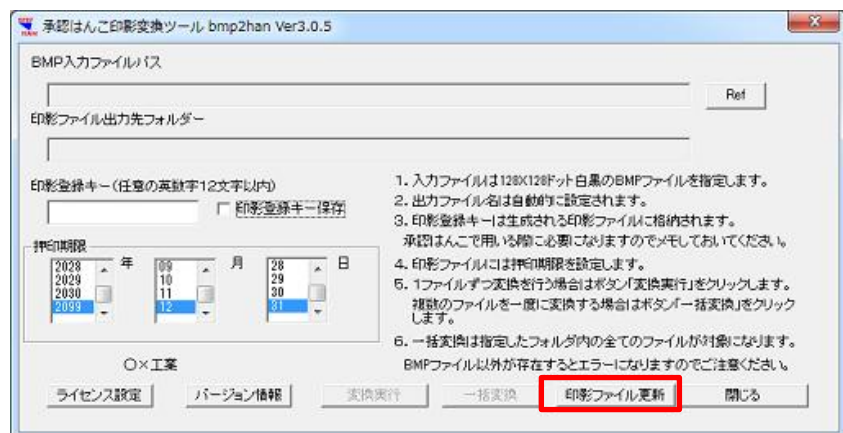 承認はんこ印影変換ツール bmp2han Ver3.0.5
BMP入力ファイルパス
Ref
印影ファイル出力先フォルダー
印影登録キー(任意の英数字12文字以内)
印影登録キー保存
押印期限
2028
2029
2030
2099
年
09
10
11
12
月
28
29
30
31
日
1. 入力ファイルは128X128ドット白黒のBMPファイルを指定します。
2. 出力ファイル名は自動的に設定されます。
3. 印影登録キーは生成される印影ファイルに格納されます。
承認はんこで用いる際に必要になりますのでメモしておいてください。
4. 印影ファイルには押印期限を設定します。
5. 1ファイルずつ変換を行う場合はボタン「変換実行」をクリックします。
複数のファイルを一度に変換する場合はボタン「一括変換」をクリック
します。
6. 一括変換は指定したフォルダ内の全てのファイルが対象になります。
BMPファイル以外が存在するとエラーになりますのでご注意ください。
○×工業
ライセンス設定
バージョン情報
変換実行
一括変換
印影ファイル更新
閉じる